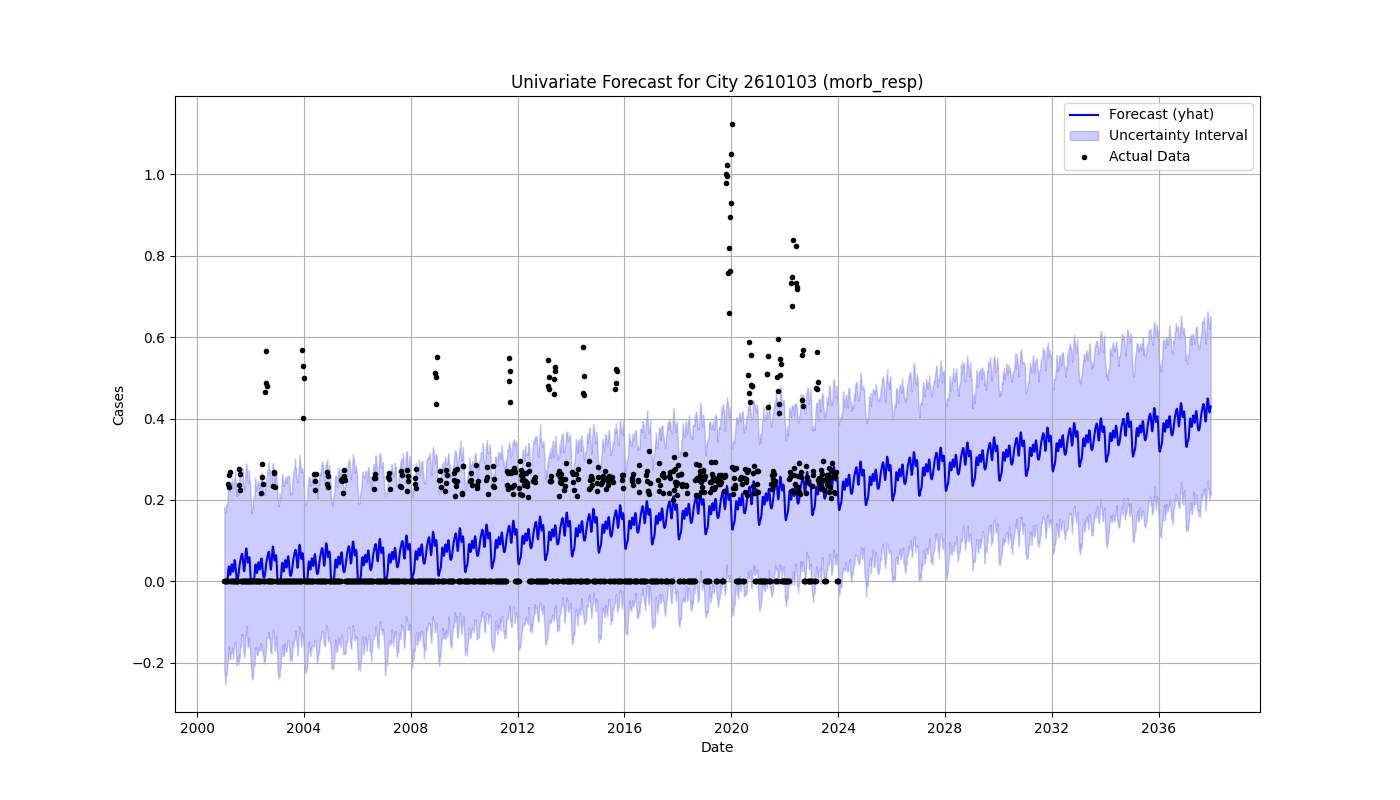 Univariate Forecast for City 2610103 (morb_resp)
Forecast (yhat)
Uncertainty Interval
Actual Data
Cases
1.0
0.8
0.6
0.4
0.2
0.0
−0.2
2000 2004 2008 2012 2016 2020 2024 2028 2032 2036
Date